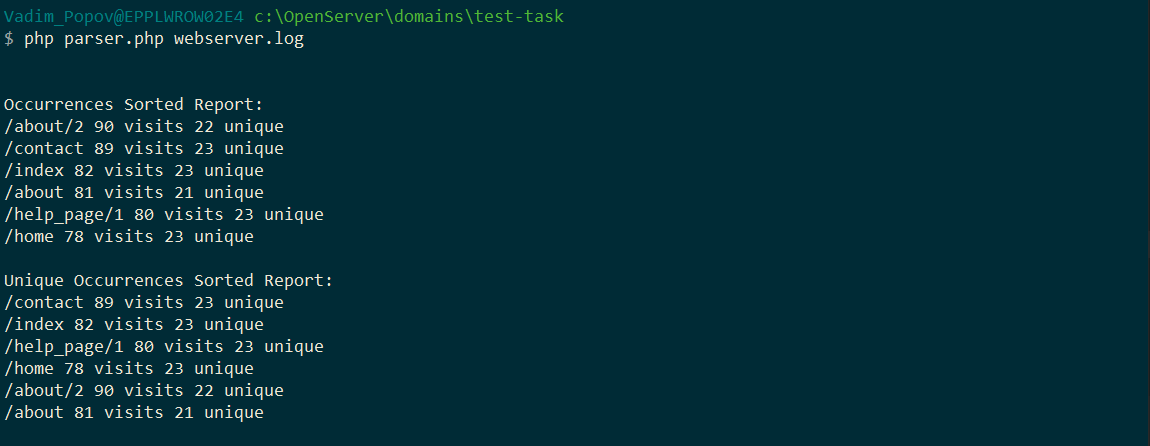 Vadim_Popov@EPPLWROW02E4 c:\OpenServer\domains\test-task
$ php parser.php webserver.log
Occurrences Sorted Report:
/about/2 90 visits 22 unique
/contact 89 visits 23 unique
/index 82 visits 23 unique
/about 81 visits 21 unique
/help_page/1 80 visits 23 unique
/home 78 visits 23 unique
Unique Occurrences Sorted Report:
/contact 89 visits 23 unique
/index 82 visits 23 unique
/help_page/1 80 visits 23 unique
/home 78 visits 23 unique
/about/2 90 visits 22 unique
/about 81 visits 21 unique